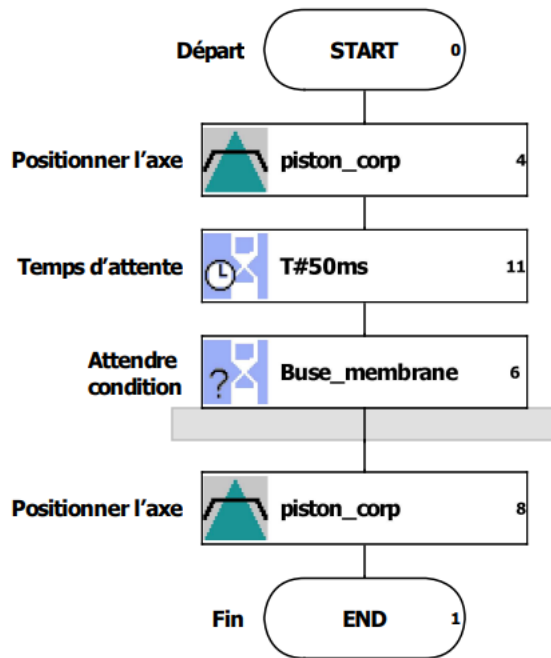 Départ START 0
Positionner l’axe piston_corp 4
Temps d’attente T#50ms 11
Attendre
condition ? Buse_membrane 6
Positionner l’axe piston_corp 8
Fin END 1